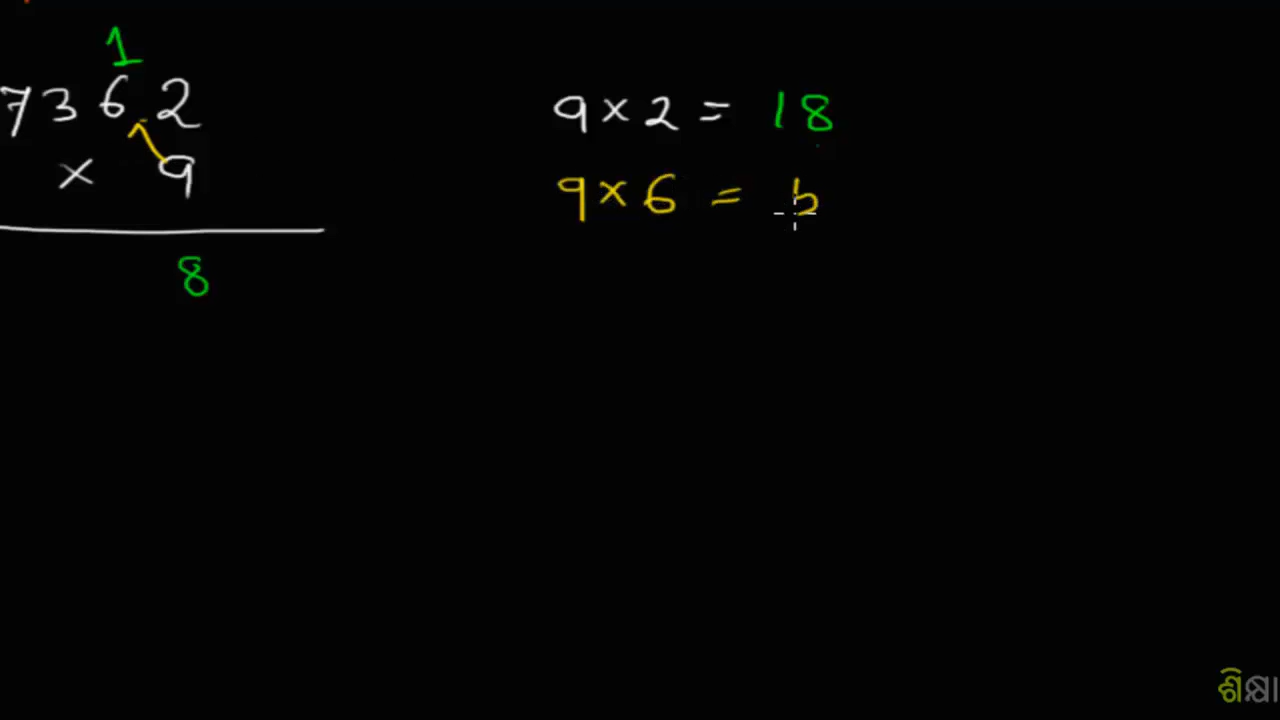 1
7362
× 9
8
9 × 2 = 18
9 × 6 =
ଶିକ୍ଷା